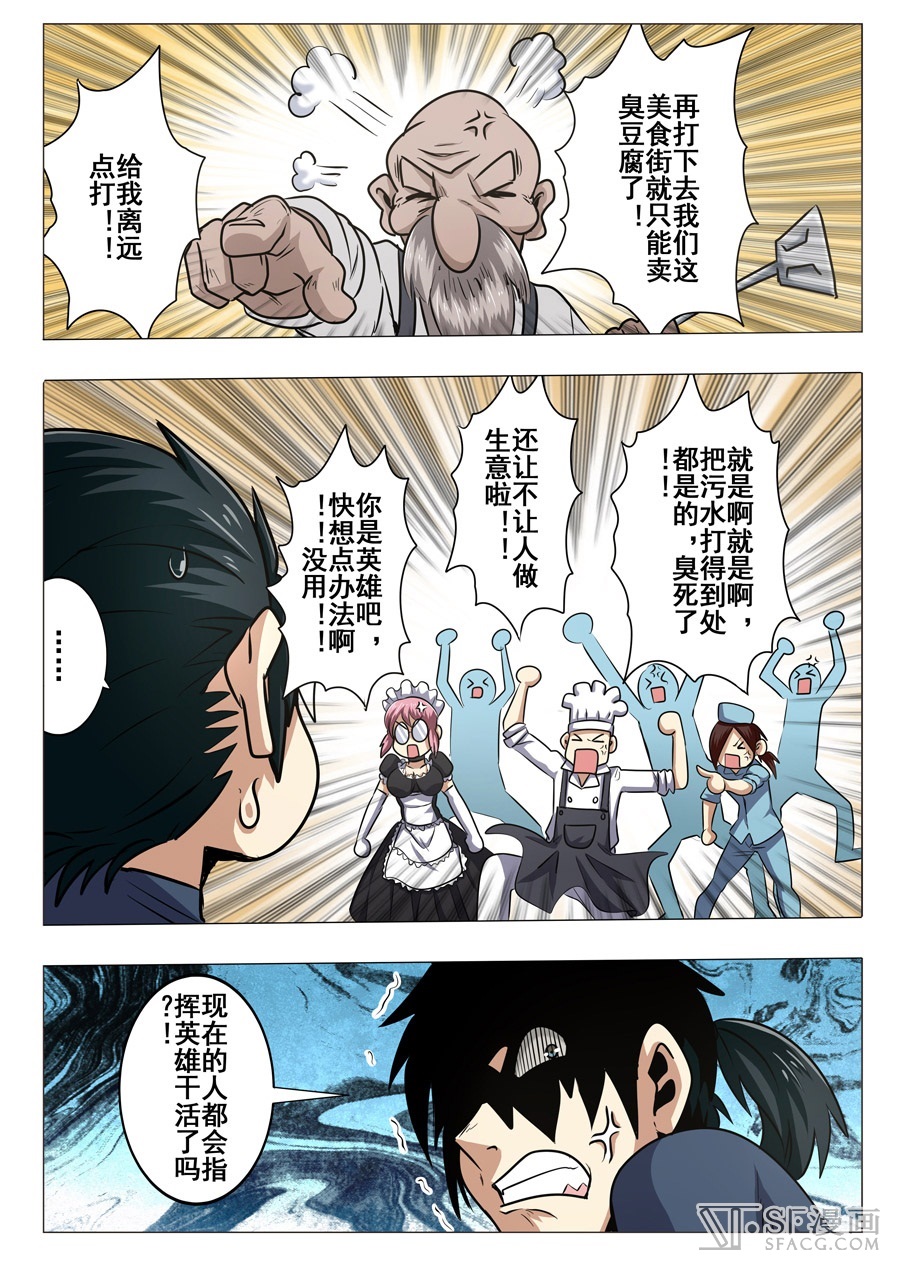 再打下去我们这
美食街就只能卖
臭豆腐了！
给我离远
点打！！
就是啊就是啊，
把污水打得到处
都是的，臭死了
！！
还让不让人做
生意啦！！
你是英雄吧，
快想点办法啊
！！没用！！
……
现在的人都会指
挥英雄干活了吗
？！
SF漫画
SFACG.COM